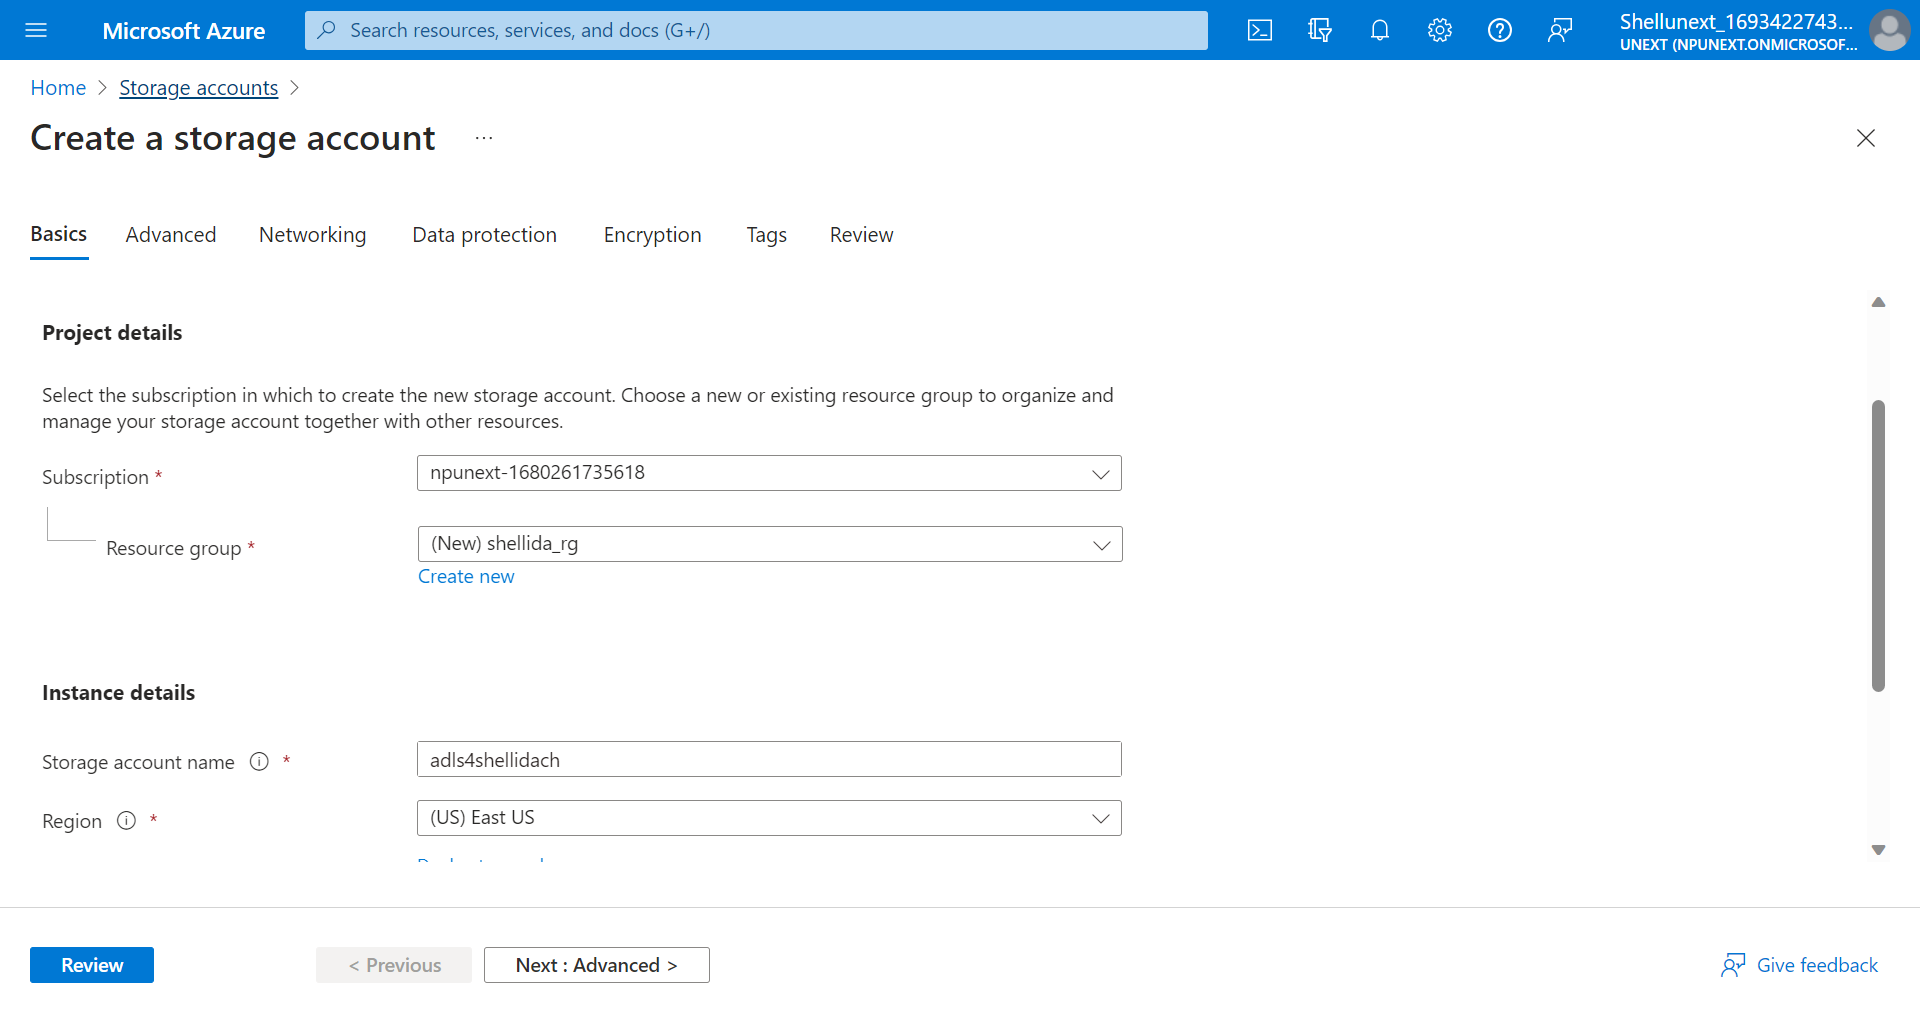 Microsoft Azure
Search resources, services, and docs (G+/)
Shellunext_1693422743...
UNEXT (NPUNEXT.ONMICROSOF...
Home > Storage accounts >
Create a storage account ...
Basics Advanced Networking Data protection Encryption Tags Review
Project details
Select the subscription in which to create the new storage account. Choose a new or existing resource group to organize and
manage your storage account together with other resources.
Subscription *
npunext-1680261735618
Resource group *
(New) shellida_rg
Create new
Instance details
Storage account name *
adls4shellidach
Region *
(US) East US
Review
< Previous
Next : Advanced >
Give feedback